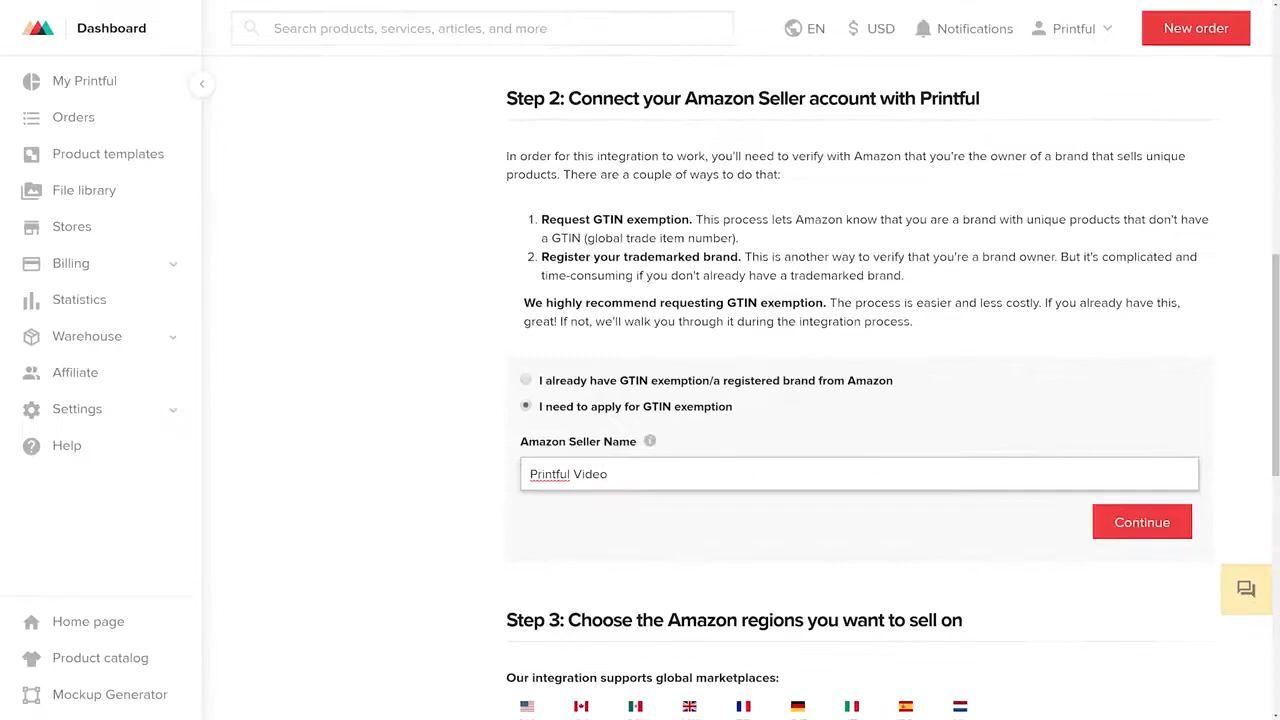 Dashboard
Search products, services, articles, and more
EN
$ USD
Notifications
Printful
New order
My Printful
Orders
Product templates
File library
Stores
Billing
Statistics
Warehouse
Affiliate
Settings
Help
Home page
Product catalog
Mockup Generator
Step 2: Connect your Amazon Seller account with Printful
In order for this integration to work, you'll need to verify with Amazon that you're the owner of a brand that sells unique
products. There are a couple of ways to do that:
1. Request GTIN exemption. This process lets Amazon know that you are a brand with unique products that don't have
a GTIN (global trade item number).
2. Register your trademarked brand. This is another way to verify that you're a brand owner. But it's complicated and
time-consuming if you don't already have a trademarked brand.
We highly recommend requesting GTIN exemption. The process is easier and less costly. If you already have this,
great! If not, we'll walk you through it during the integration process.
I already have GTIN exemption/a registered brand from Amazon
I need to apply for GTIN exemption
Amazon Seller Name
Printful Video
Continue
Step 3: Choose the Amazon regions you want to sell on
Our integration supports global marketplaces: